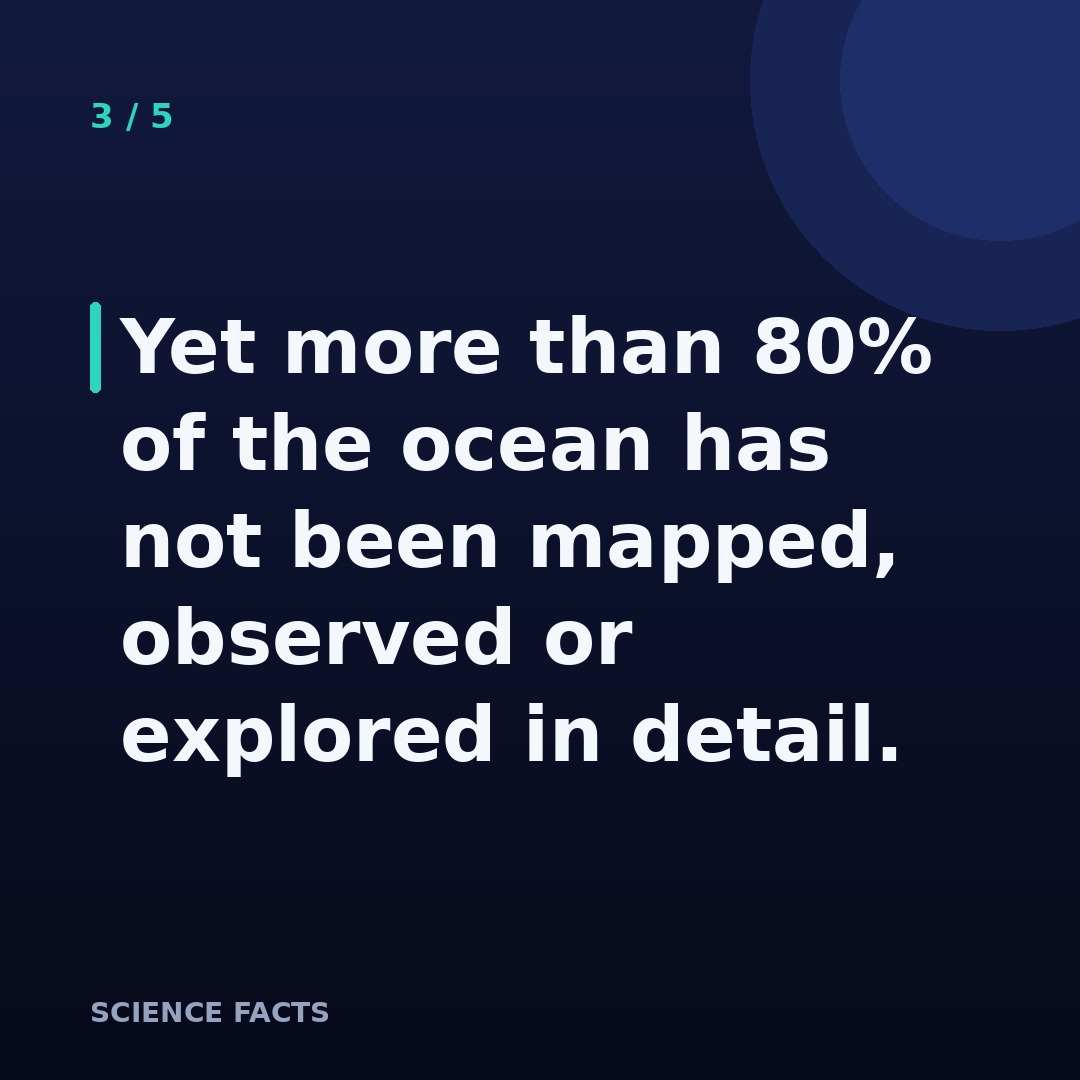 3 / 5
Yet more than 80%
of the ocean has
not been mapped,
observed or
explored in detail.
SCIENCE FACTS